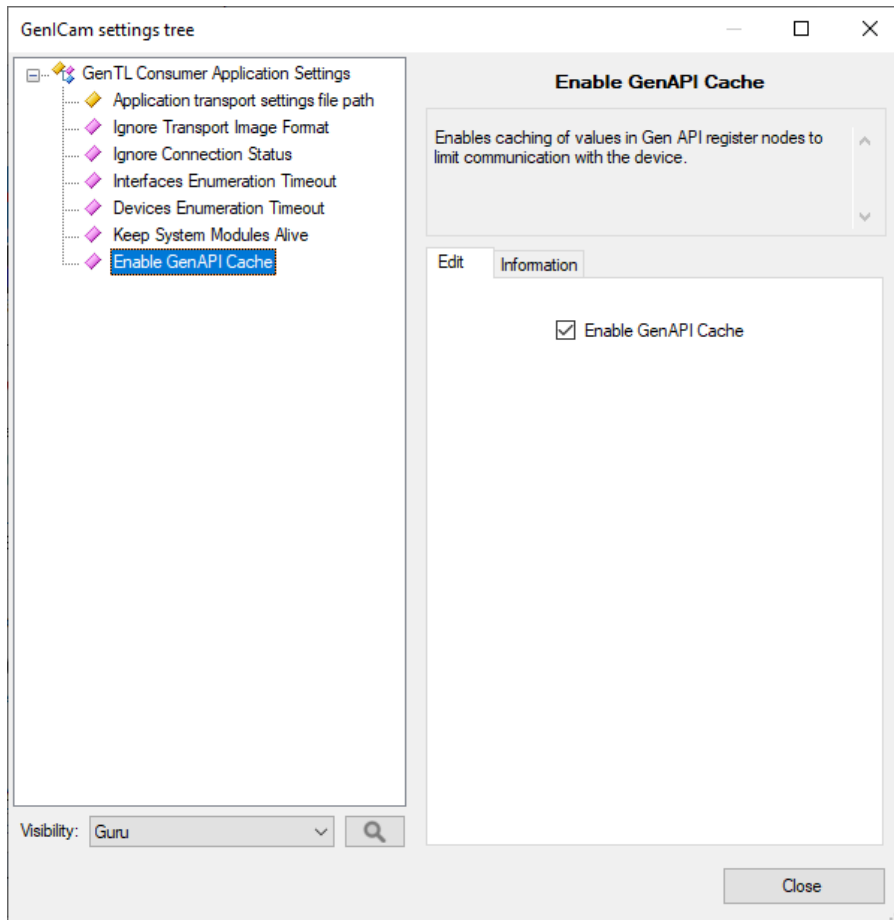 GenICam settings tree
GenTL Consumer Application Settings
Application transport settings file path
Ignore Transport Image Format
Ignore Connection Status
Interfaces Enumeration Timeout
Devices Enumeration Timeout
Keep System Modules Alive
Enable GenAPI Cache
Visibility:
Guru
Enable GenAPI Cache
Enables caching of values in Gen API register nodes to
limit communication with the device.
Edit
Information
Enable GenAPI Cache
Close